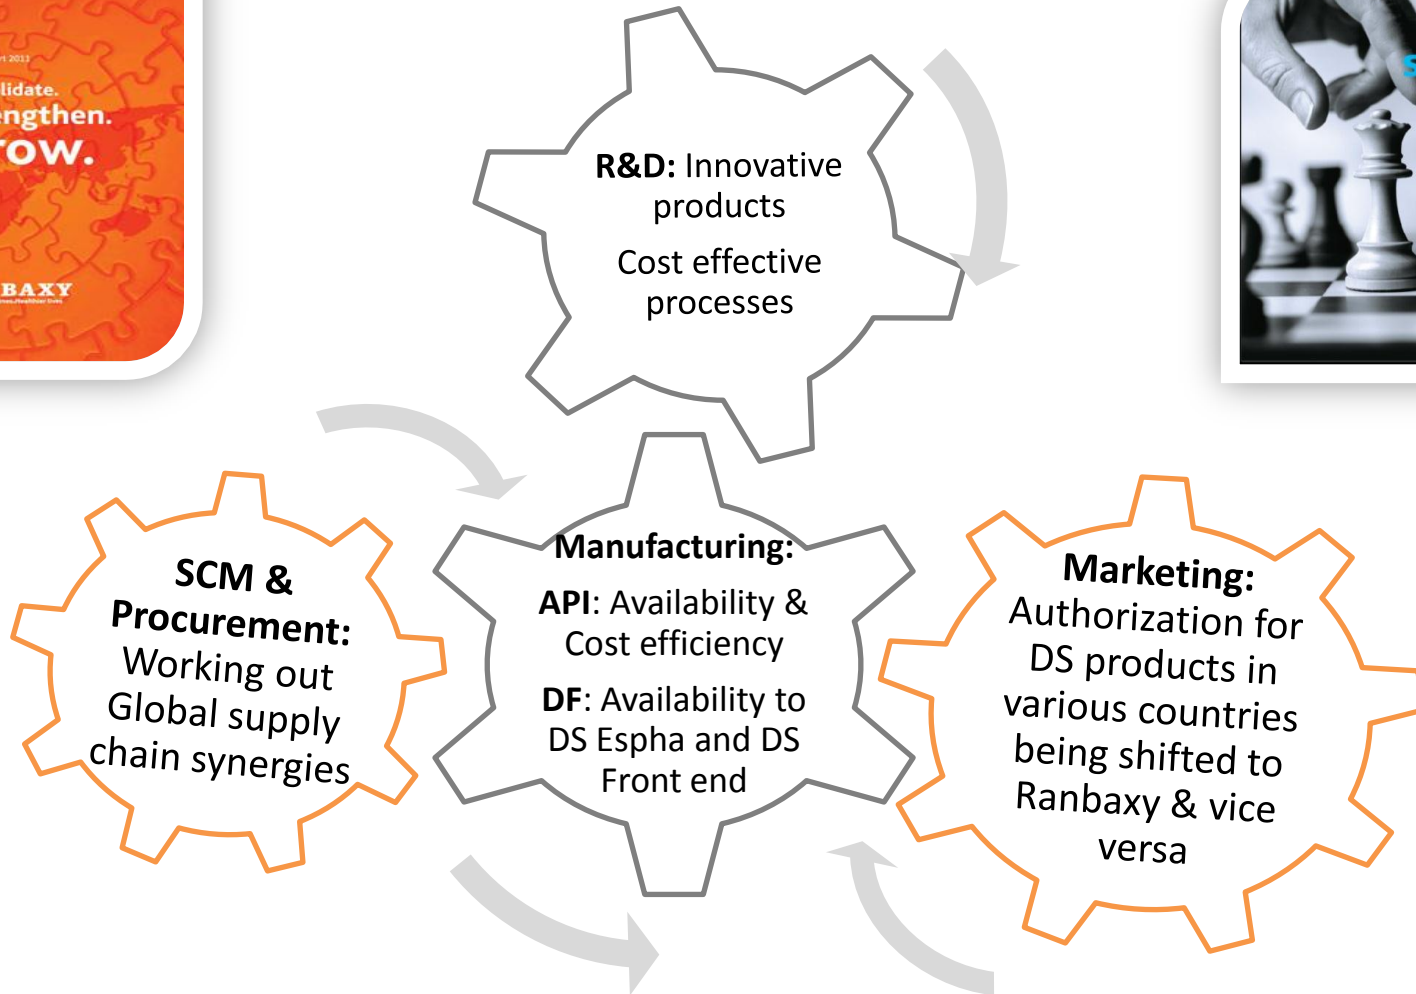 2011
lidate.
ngthen.
ow.
BAXY
R&D: Innovative
products
Cost effective
processes
SCM &
Procurement:
Working out
Global supply
chain synergies
Manufacturing:
API: Availability &
Cost efficiency
DF: Availability to
DS Espha and DS
Front end
Marketing:
Authorization for
DS products in
various countries
being shifted to
Ranbaxy & vice
versa